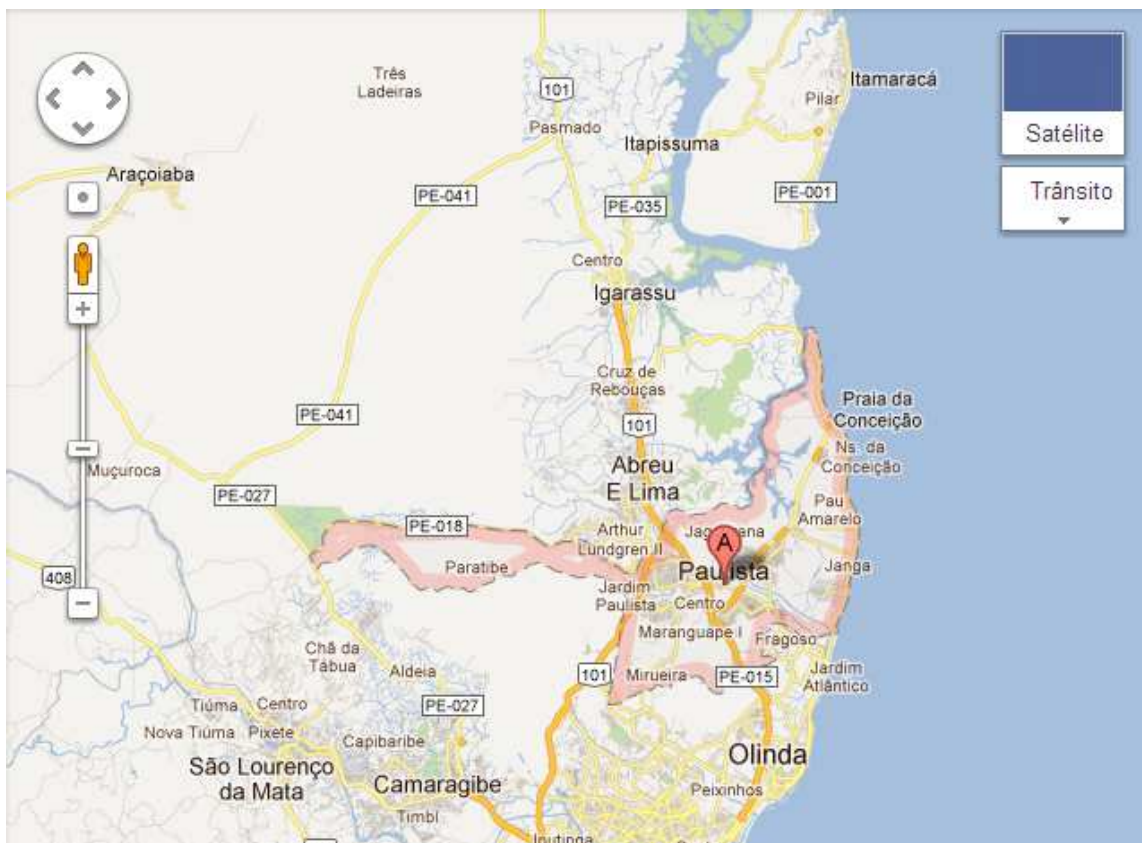 Três
Ladeiras
101
Itamaracá
Satélite
Pilar
Pasmado
Itapissuma
Araçoiaba
PE-041
PE-035
PE-001
Trânsito
Centro
Igarassu
Cruz de
Rebouças
PE-041
101
Praia da
Conceição
Ns. da
Conceição
Abreu
E Lima
Muçuroca
PE-027
Pau
Amarelo
PE-018
Arthur
Lundgren II
A
Paratibe
Paulista
Janga
408
Jardim
Paulista
Centro
Maranguape I
Fragoso
Chã da
Tábua
Aldeia
101
Mirueira
PE-015
Jardim
Atlântico
Tiúma
Centro
PE-027
Nova Tiúma
Pixete
Capibaribe
Olinda
São Lourenço
da Mata
Camaragibe
Peixinhos
Timbl